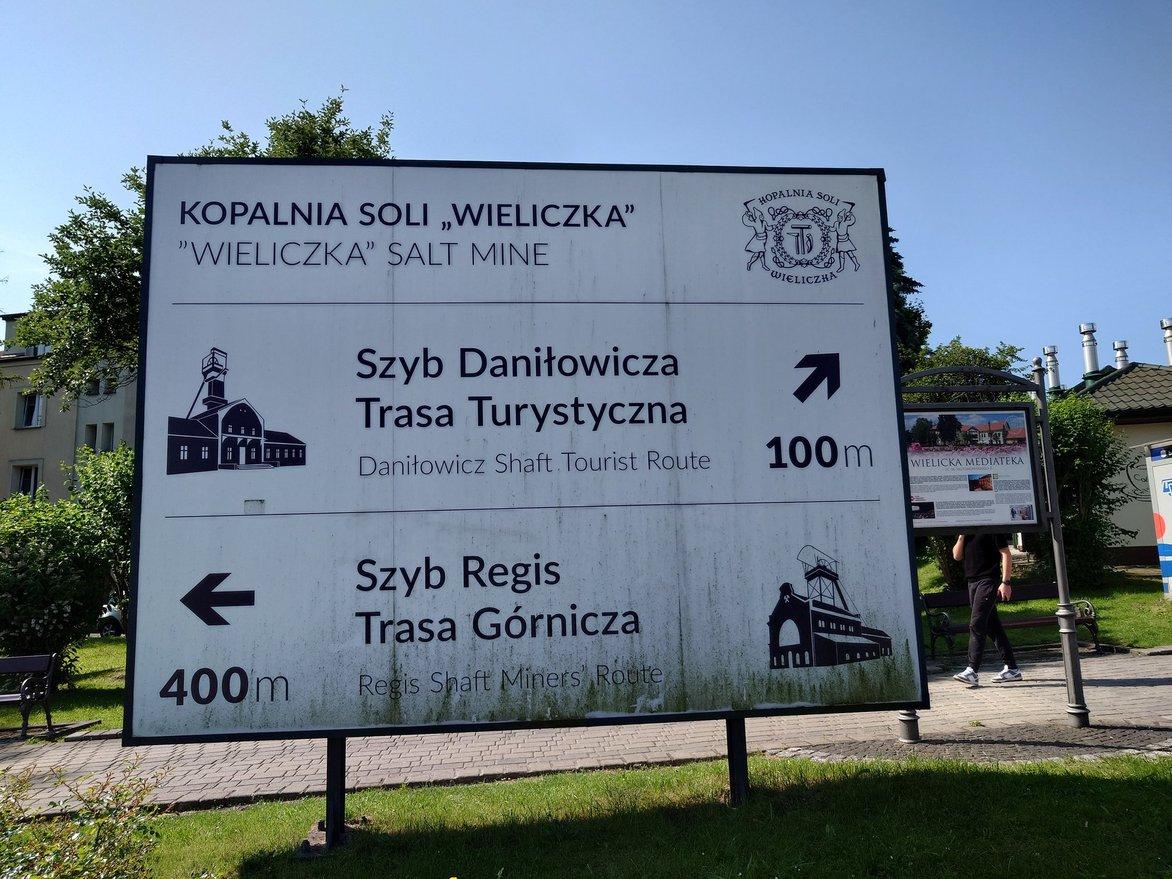 KOPALNIA SOLI „WIELICZKA”
”WIELICZKA” SALT MINE
KOPALNIA SOLI
WIELICZKA
Szyb Daniłowicza
Trasa Turystyczna
Daniłowicz Shaft Tourist Route
100m
Szyb Regis
Trasa Górnicza
Regis Shaft Miners' Route
400m
WIELICKA MEDIATEKA